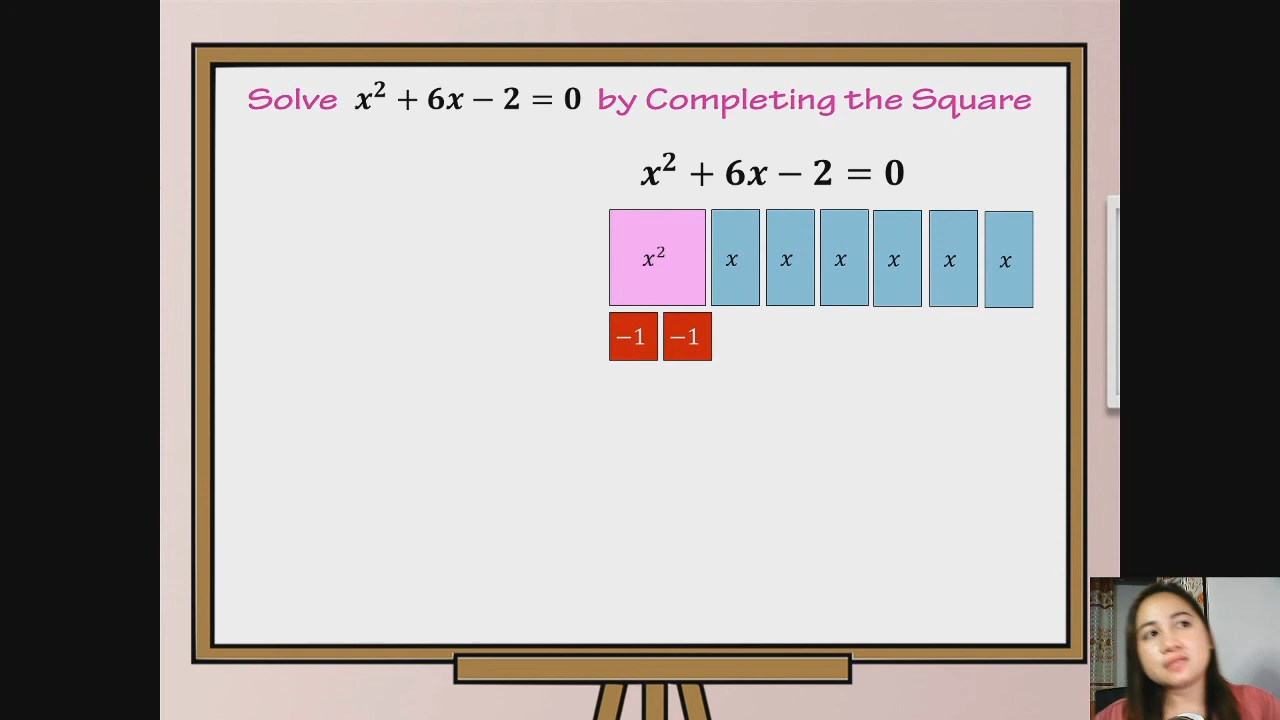 Solve x² + 6x − 2 = 0 by Completing the Square
x² + 6x − 2 = 0
x² x x x x x x
−1 −1